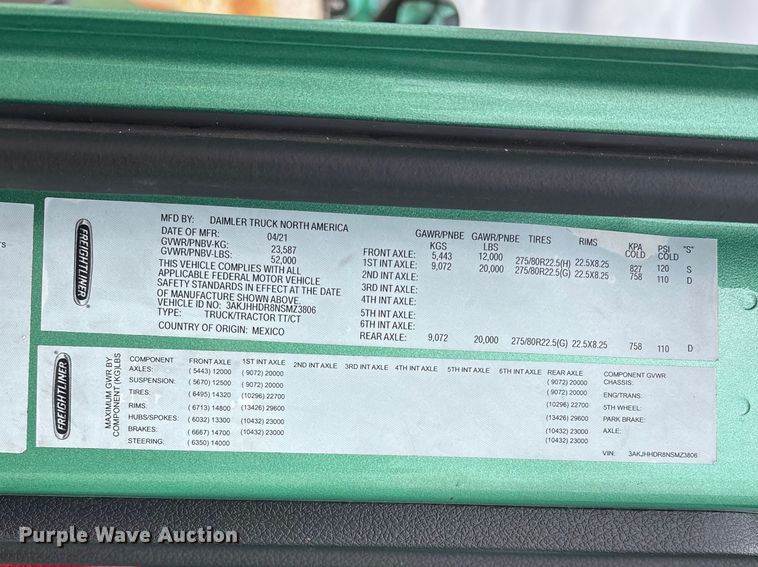 FREIGHTLINER
MFD BY: DAIMLER TRUCK NORTH AMERICA
DATE OF MFR: 04/21
GVWR/PNBV-KG: 23,587
GVWR/PNBV-LBS: 52,000
THIS VEHICLE COMPLIES WITH ALL
APPLICABLE FEDERAL MOTOR VEHICLE
SAFETY STANDARDS IN EFFECT AT THE DATE
OF MANUFACTURE SHOWN ABOVE.
VEHICLE ID NO: 3AKJHHDR8NSMZ3806
TYPE: TRUCK/TRACTOR TT/CT
COUNTRY OF ORIGIN: MEXICO
GAWR/PNBE KGS GAWR/PNBE LBS TIRES RIMS KPA COLD PSI COLD "S"
FRONT AXLE: 5,443 12,000 275/80R22.5(H) 22.5X8.25 827 120 S
1ST INT AXLE: 9,072 20,000 275/80R22.5(G) 22.5X8.25 758 110 D
2ND INT AXLE:
3RD INT AXLE:
4TH INT AXLE:
5TH INT AXLE:
6TH INT AXLE:
REAR AXLE: 9,072 20,000 275/80R22.5(G) 22.5X8.25 758 110 D
FREIGHTLINER
MAXIMUM GWR BY
COMPONENT (KG)LBS
COMPONENT FRONT AXLE 1ST INT AXLE 2ND INT AXLE 3RD INT AXLE 4TH INT AXLE 5TH INT AXLE 6TH INT AXLE REAR AXLE COMPONENT GVWR
AXLES: (5443) 12000 (9072) 20000 (9072) 20000 CHASSIS:
SUSPENSION: (5670) 12500 (9072) 20000 (9072) 20000 ENG/TRANS:
TIRES: (6495) 14320 (10296) 22700 (10296) 22700 5TH WHEEL:
RIMS: (6713) 14800 (13426) 29600 (13426) 29600 PARK BRAKE:
HUBS/SPOKES: (6032) 13300 (10432) 23000 (10432) 23000 AXLE:
BRAKES: (6667) 14700 (10432) 23000 (10432) 23000
STEERING: (6350) 14000
VIN: 3AKJHHDR8NSMZ3806
Purple Wave Auction